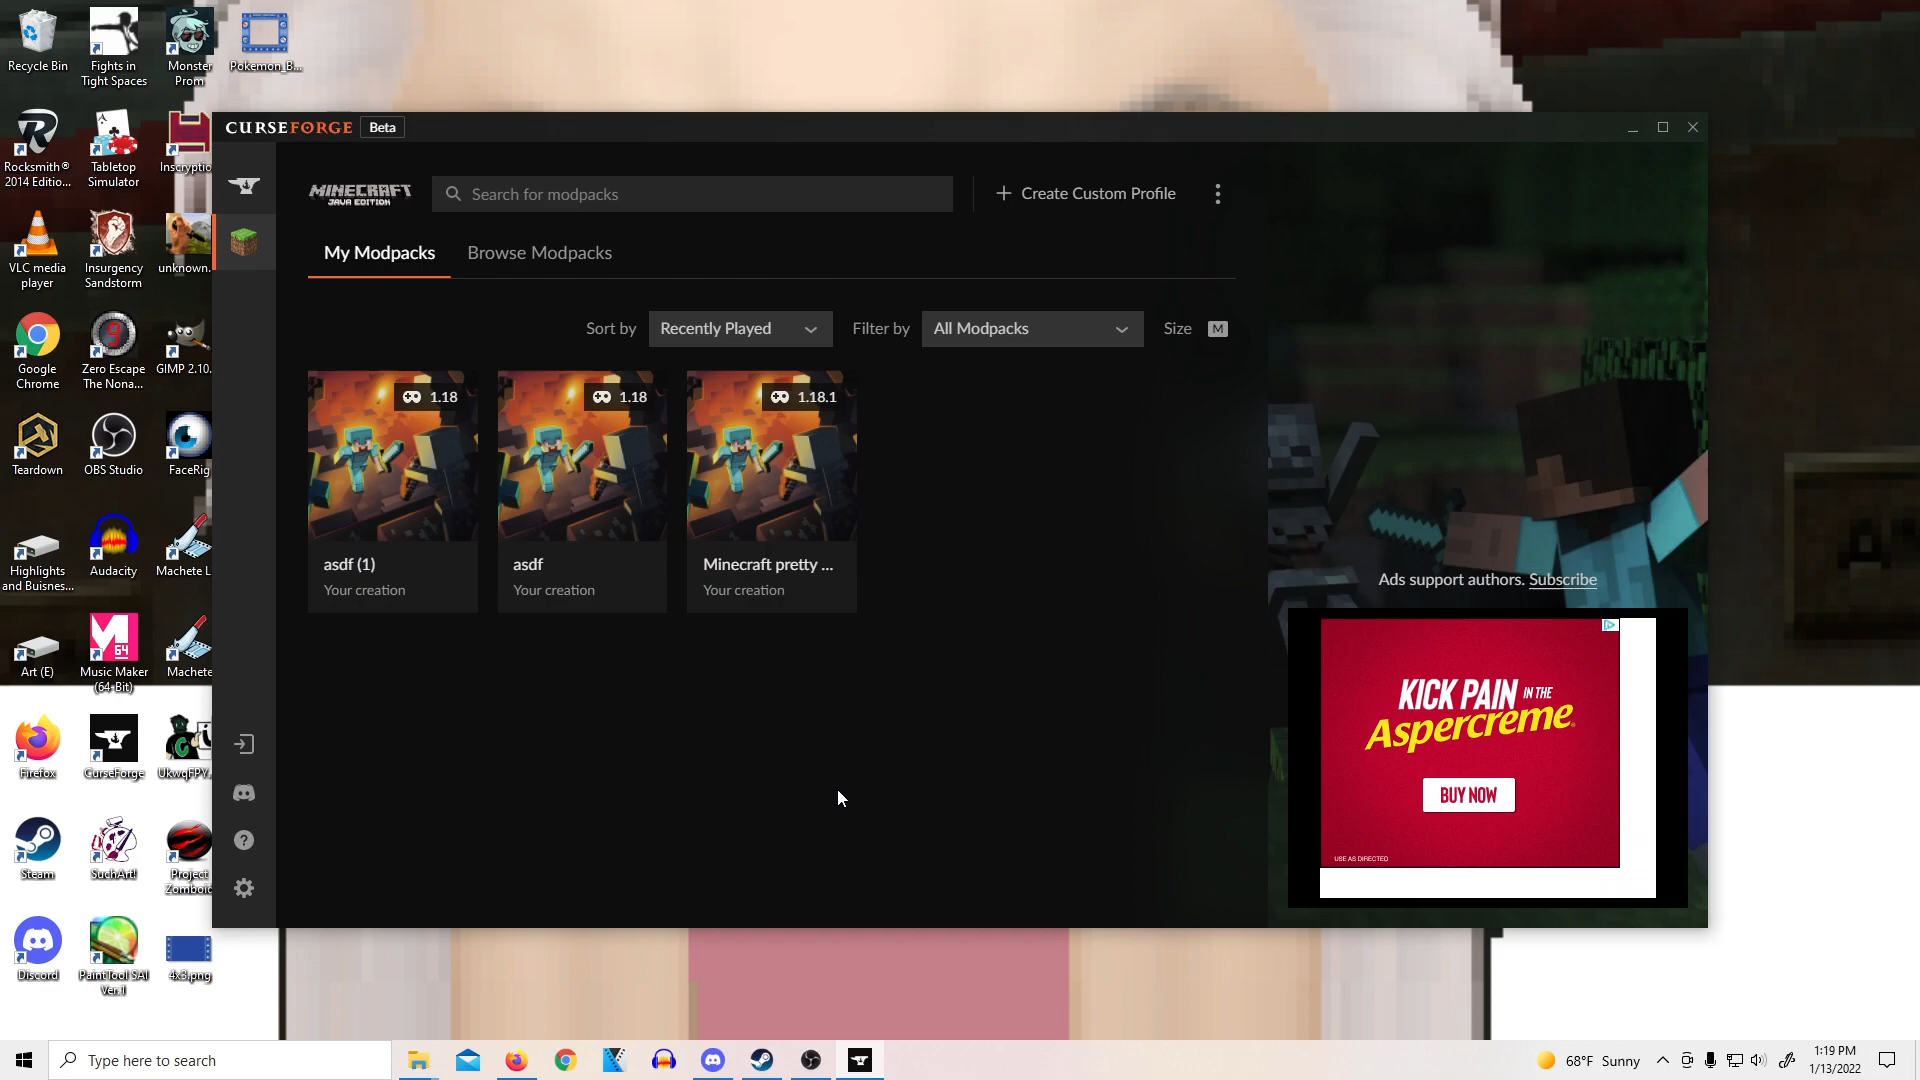 Recycle Bin
Fights in
Tight Spaces
Monster
Prom
Pokemon_B...
Rocksmith®
2014 Editio...
Tabletop
Simulator
Inscryptio
VLC media
player
Insurgency
Sandstorm
unknown.
Google
Chrome
Zero Escape
The Nona...
GIMP 2.10.
Teardown
OBS Studio
FaceRig
Highlights
and Buisnes...
Audacity
Machete L
Art (E)
Music Maker
(64-Bit)
Machete
Firefox
CurseForge
UkwqFPY.
Steam
SuchArt!
Project
Zomboid
Discord
PaintTool SAI
Ver.1
4x3.png
CURSEFORGE Beta
MINECRAFT
JAVA EDITION
Search for modpacks
Create Custom Profile
My Modpacks
Browse Modpacks
Sort by
Recently Played
Filter by
All Modpacks
Size
M
1.18
1.18
1.18.1
asdf (1)
Your creation
asdf
Your creation
Minecraft pretty ...
Your creation
Ads support authors. Subscribe
KICK PAIN IN THE
Aspercreme
BUY NOW
USE AS DIRECTED
Type here to search
68°F Sunny
1:19 PM
1/13/2022